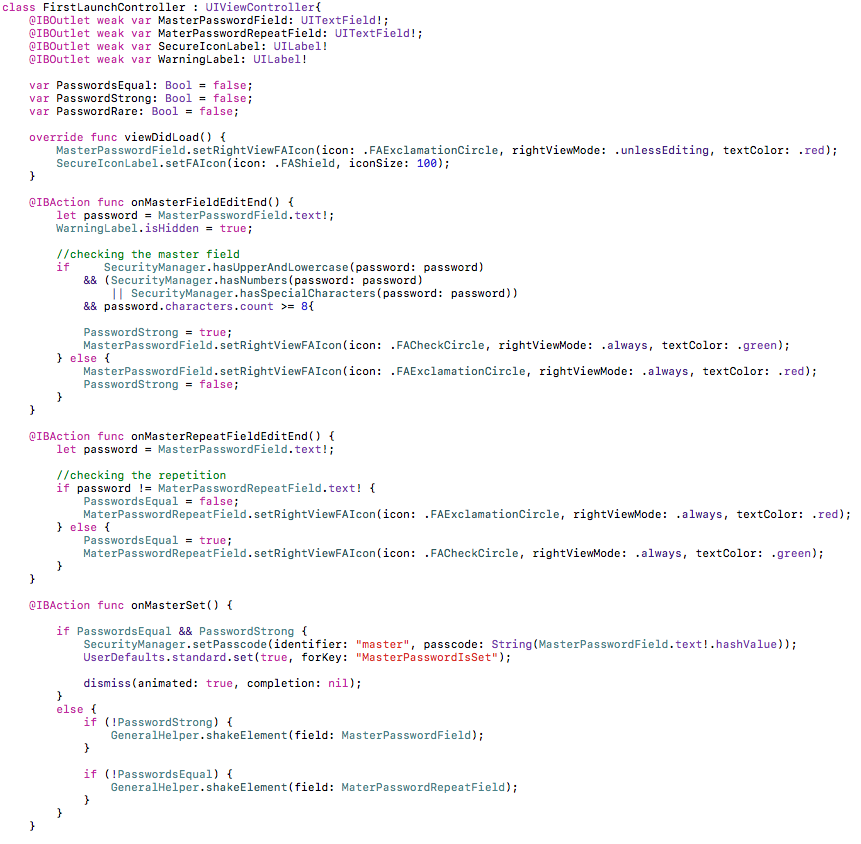 class FirstLaunchController : UIViewController{
    @IBOutlet weak var MasterPasswordField: UITextField!;
    @IBOutlet weak var MaterPasswordRepeatField: UITextField!;
    @IBOutlet weak var SecureIconLabel: UILabel!
    @IBOutlet weak var WarningLabel: UILabel!

    var PasswordsEqual: Bool = false;
    var PasswordStrong: Bool = false;
    var PasswordRare: Bool = false;

    override func viewDidLoad() {
        MasterPasswordField.setRightViewFAIcon(icon: .FAExclamationCircle, rightViewMode: .unlessEditing, textColor: .red);
        SecureIconLabel.setFAIcon(icon: .FAShield, iconSize: 100);
    }

    @IBAction func onMasterFieldEditEnd() {
        let password = MasterPasswordField.text!;
        WarningLabel.isHidden = true;

        //checking the master field
        if     SecurityManager.hasUpperAndLowercase(password: password)
            && (SecurityManager.hasNumbers(password: password)
                || SecurityManager.hasSpecialCharacters(password: password))
            && password.characters.count >= 8{

            PasswordStrong = true;
            MasterPasswordField.setRightViewFAIcon(icon: .FACheckCircle, rightViewMode: .always, textColor: .green);
        } else {
            MasterPasswordField.setRightViewFAIcon(icon: .FAExclamationCircle, rightViewMode: .always, textColor: .red);
            PasswordStrong = false;
        }
    }

    @IBAction func onMasterRepeatFieldEditEnd() {
        let password = MasterPasswordField.text!;

        //checking the repetition
        if password != MaterPasswordRepeatField.text! {
            PasswordsEqual = false;
            MaterPasswordRepeatField.setRightViewFAIcon(icon: .FAExclamationCircle, rightViewMode: .always, textColor: .red);
        } else {
            PasswordsEqual = true;
            MaterPasswordRepeatField.setRightViewFAIcon(icon: .FACheckCircle, rightViewMode: .always, textColor: .green);
        }
    }

    @IBAction func onMasterSet() {

        if PasswordsEqual && PasswordStrong {
            SecurityManager.setPasscode(identifier: "master", passcode: String(MasterPasswordField.text!.hashValue));
            UserDefaults.standard.set(true, forKey: "MasterPasswordIsSet");

            dismiss(animated: true, completion: nil);
        }
        else {
            if (!PasswordStrong) {
                GeneralHelper.shakeElement(field: MasterPasswordField);
            }

            if (!PasswordsEqual) {
                GeneralHelper.shakeElement(field: MaterPasswordRepeatField);
            }
        }
    }